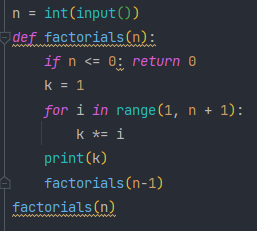 n = int(input())
def factorials(n):
    if n <= 0: return 0
    k = 1
    for i in range(1, n + 1):
        k *= i
    print(k)
    factorials(n-1)
factorials(n)